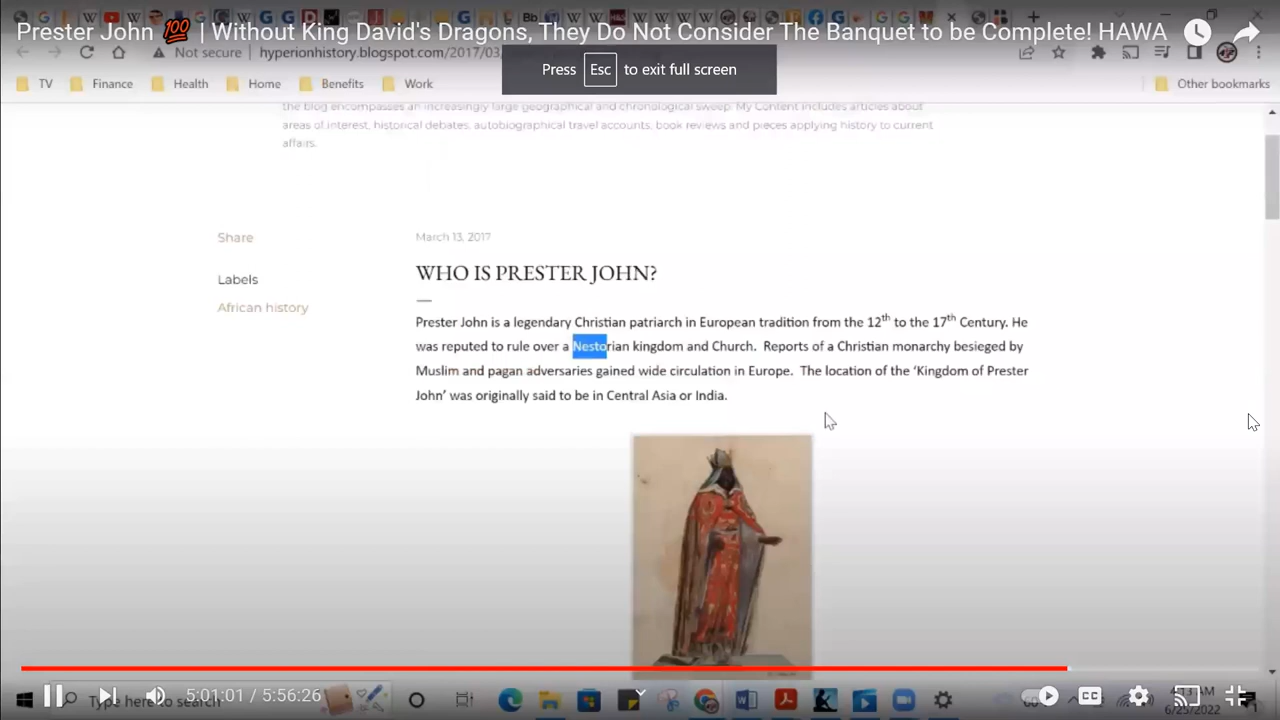 Prester John 💯 | Without King David's Dragons, They Do Not Consider The Banquet to be Complete! HAWA
Not secure hyperionhistory.blogspot.com/2017/03
Press Esc to exit full screen
TV Finance Health Home Benefits Work Other bookmarks
the blog encompasses an increasingly large geographical and chronological sweep. My Content includes articles about
areas of interest, historical debates, autobiographical travel accounts, book reviews and pieces applying history to current
affairs.
Share
March 13, 2017
Labels
WHO IS PRESTER JOHN?
African history
Prester John is a legendary Christian patriarch in European tradition from the 12th to the 17th Century. He
was reputed to rule over a Nestorian kingdom and Church. Reports of a Christian monarchy besieged by
Muslim and pagan adversaries gained wide circulation in Europe. The location of the ‘Kingdom of Prester
John’ was originally said to be in Central Asia or India.
5:01:01 / 5:56:26
Type here to search
CC
6/25/2022